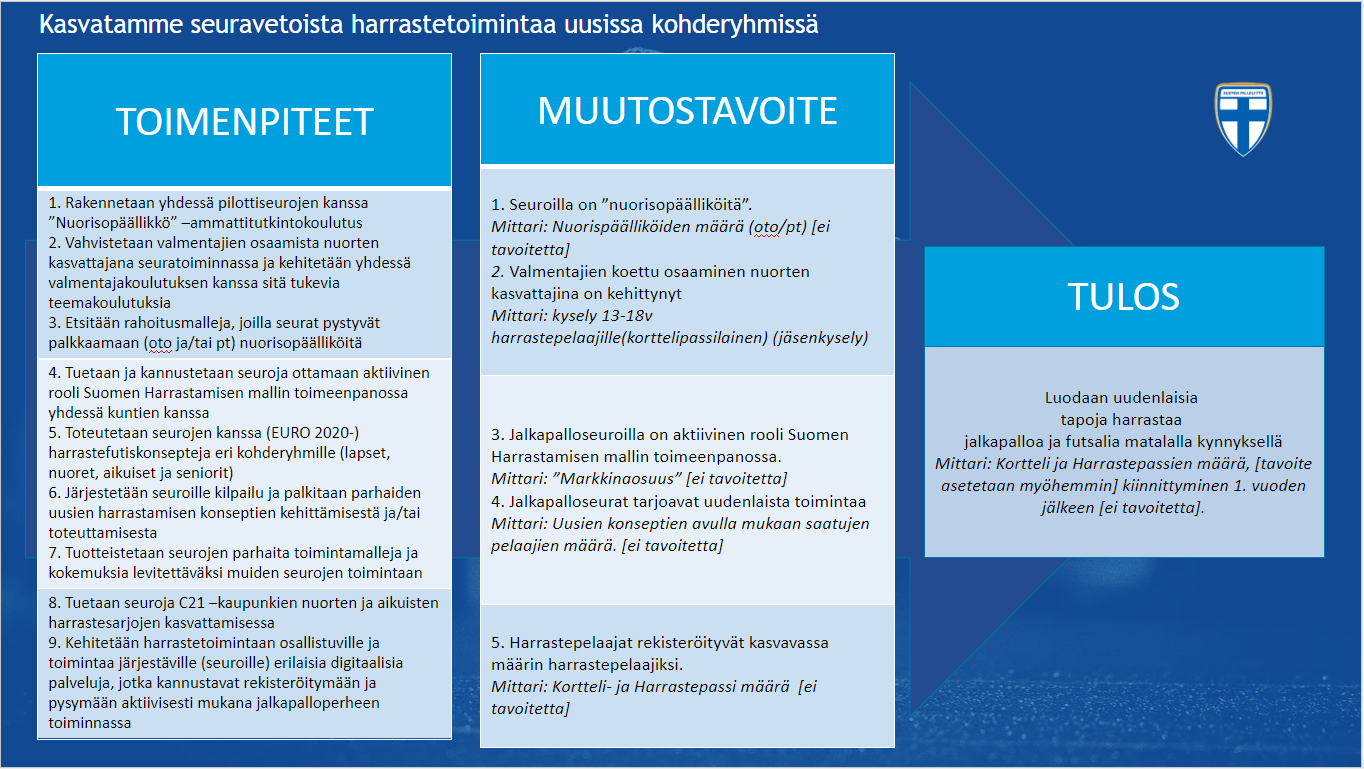 Kasvatamme seuravetoista harrastetoimintaa uusissa kohderyhmissä
TOIMENPITEET
1. Rakennetaan yhdessä pilottiseurojen kanssa
”Nuorisopäällikkö” –ammattitutkintokoulutus
2. Vahvistetaan valmentajien osaamista nuorten
kasvattajana seuratoiminnassa ja kehitetään yhdessä
valmentajakoulutuksen kanssa sitä tukevia
teemakoulutuksia
3. Etsitään rahoitusmalleja, joilla seurat pystyvät
palkkaamaan (oto ja/tai pt) nuorisopäälliköitä
4. Tuetaan ja kannustetaan seuroja ottamaan aktiivinen
rooli Suomen Harrastamisen mallin toimeenpanossa
yhdessä kuntien kanssa
5. Toteutetaan seurojen kanssa (EURO 2020-)
harrastefutiskonsepteja eri kohderyhmille (lapset,
nuoret, aikuiset ja seniorit)
6. Järjestetään seuroille kilpailu ja palkitaan parhaiden
uusien harrastamisen konseptien kehittämisestä ja/tai
toteuttamisesta
7. Tuotteistetaan seurojen parhaita toimintamalleja ja
kokemuksia levitettäväksi muiden seurojen toimintaan
8. Tuetaan seuroja C21 –kaupunkien nuorten ja aikuisten
harrastesarjojen kasvattamisessa
9. Kehitetään harrastetoimintaan osallistuville ja
toimintaa järjestäville (seuroille) erilaisia digitaalisia
palveluja, jotka kannustavat rekisteröitymään ja
pysymään aktiivisesti mukana jalkapalloperheen
toiminnassa
MUUTOSTAVOITE
1. Seuroilla on ”nuorisopäälliköitä”.
Mittari: Nuorispäälliköiden määrä (oto/pt) [ei
tavoitetta]
2. Valmentajien koettu osaaminen nuorten
kasvattajina on kehittynyt
Mittari: kysely 13-18v
harrastepelaajille(korttelipassilainen) (jäsenkysely)
3. Jalkapalloseuroilla on aktiivinen rooli Suomen
Harrastamisen mallin toimeenpanossa.
Mittari: ”Markkinaosuus” [ei tavoitetta]
4. Jalkapalloseurat tarjoavat uudenlaista toimintaa
Mittari: Uusien konseptien avulla mukaan saatujen
pelaajien määrä. [ei tavoitetta]
5. Harrastepelaajat rekisteröityvät kasvavassa
määrin harrastepelaajiksi.
Mittari: Kortteli- ja Harrastepassi määrä [ei
tavoitetta]
SUOMEN PALLOLIITTO
TULOS
Luodaan uudenlaisia
tapoja harrastaa
jalkapalloa ja futsalia matalalla kynnyksellä
Mittari: Kortteli ja Harrastepassien määrä, [tavoite
asetetaan myöhemmin] kiinnittyminen 1. vuoden
jälkeen [ei tavoitetta].